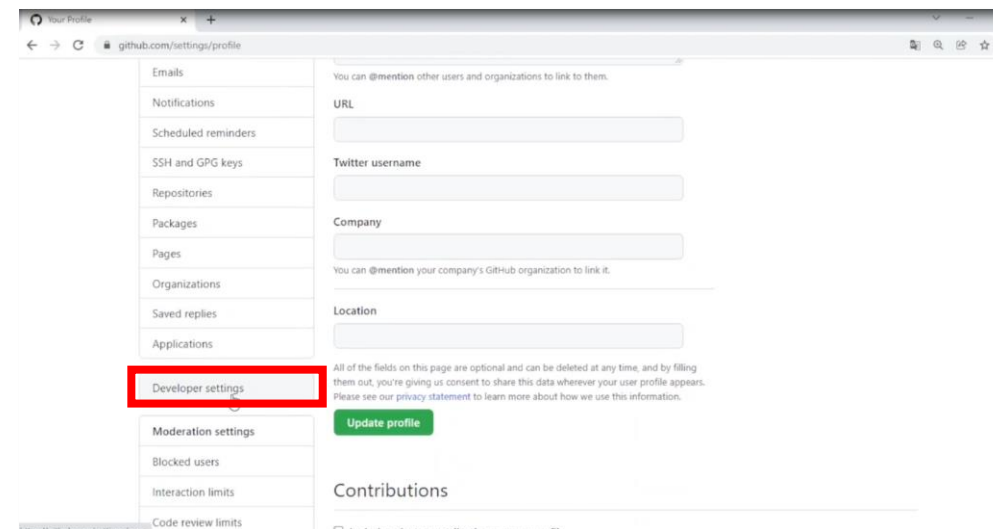 Your Profile
github.com/settings/profile
Emails
Notifications
Scheduled reminders
SSH and GPG keys
Repositories
Packages
Pages
Organizations
Saved replies
Applications
Developer settings
Moderation settings
Blocked users
Interaction limits
Code review limits
You can @mention other users and organizations to link to them.
URL
Twitter username
Company
You can @mention your company's GitHub organization to link it.
Location
All of the fields on this page are optional and can be deleted at any time, and by filling
them out, you're giving us consent to share this data wherever your user profile appears.
Please see our privacy statement to learn more about how we use this information.
Update profile
Contributions